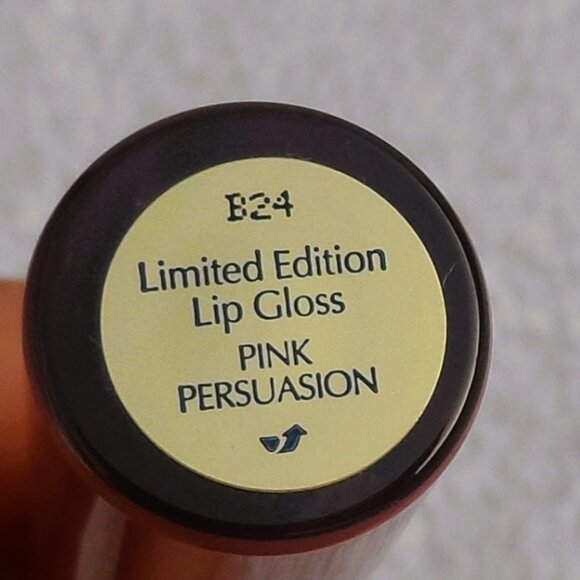 B24
Limited Edition
Lip Gloss
PINK
PERSUASION